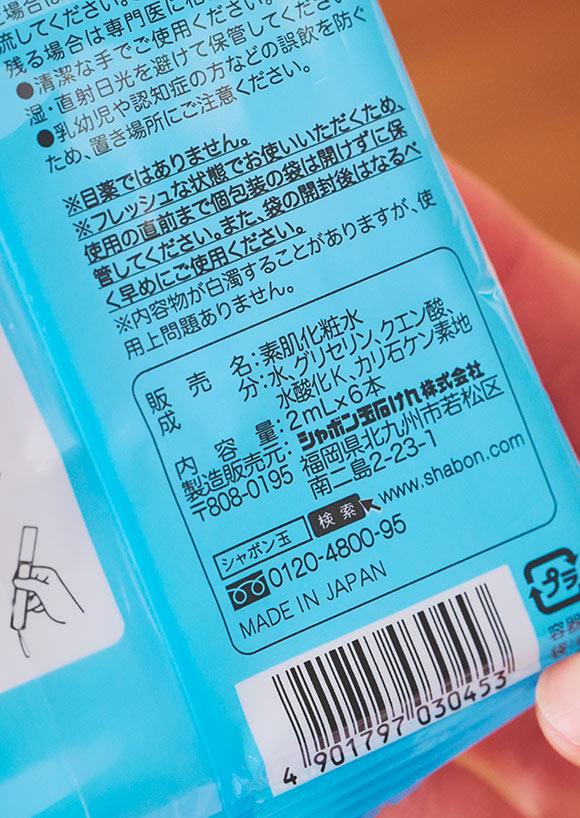 流してください。
残る場合は専門医に
●清潔な手でご使用ください。
湿・直射日光を避けて保管してください。
●乳幼児や認知症の方などの誤飲を防ぐ
ため、置き場所にご注意ください。
※目薬ではありません。
※フレッシュな状態でお使いいただくため、
使用の直前まで個包装の袋は開けずに保
管してください。また、袋の開封後はなるべ
く早めにご使用ください。
※内容物が白濁することがありますが、使
用上問題ありません。
販売名:素肌化粧水
成分:水、グリセリン、クエン酸、
水酸化K、カリ石ケン素地
内容量:2mL×6本
製造販売元:シャボン玉石けん株式会社
〒808-0195 福岡県北九州市若松区
南二島2-23-1
シャボン玉 検索 www.shabon.com
0120-4800-95
MADE IN JAPAN
プラ
容器
袋
4 901797 030453